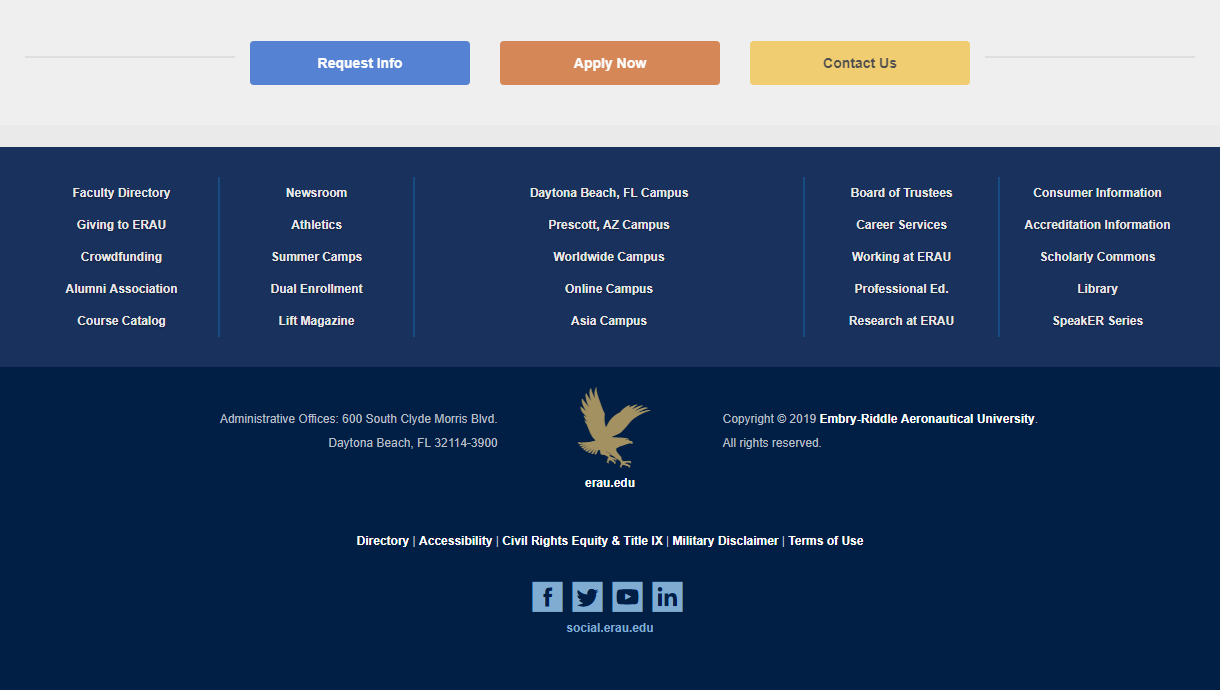 Request Info
Apply Now
Contact Us
Faculty Directory
Giving to ERAU
Crowdfunding
Alumni Association
Course Catalog
Newsroom
Athletics
Summer Camps
Dual Enrollment
Lift Magazine
Daytona Beach, FL Campus
Prescott, AZ Campus
Worldwide Campus
Online Campus
Asia Campus
Board of Trustees
Career Services
Working at ERAU
Professional Ed.
Research at ERAU
Consumer Information
Accreditation Information
Scholarly Commons
Library
SpeakER Series
Administrative Offices: 600 South Clyde Morris Blvd.
Daytona Beach, FL 32114-3900
erau.edu
Copyright © 2019 Embry-Riddle Aeronautical University.
All rights reserved.
Directory | Accessibility | Civil Rights Equity & Title IX | Military Disclaimer | Terms of Use
social.erau.edu